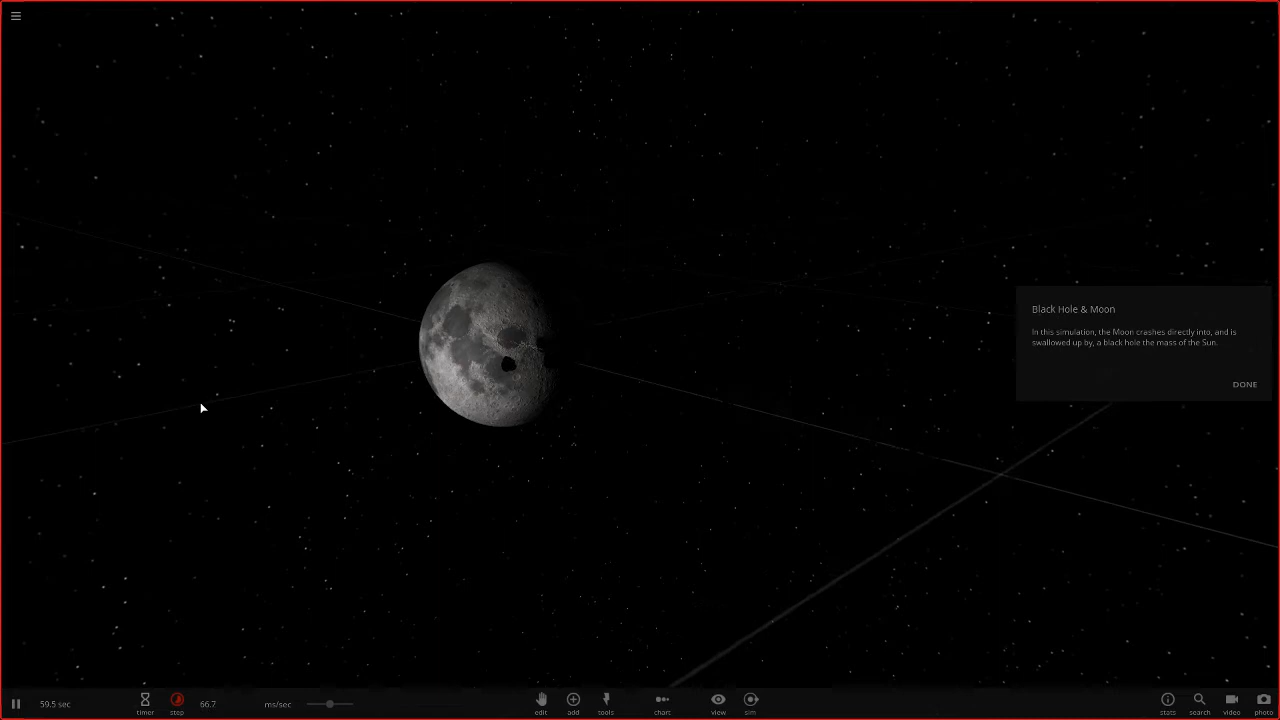 Black Hole & Moon
In this simulation, the Moon crashes directly into, and is
swallowed up by, a black hole the mass of the Sun.
DONE
59.5 sec
timer
step
66.7
ms/sec
edit
add
tools
chart
view
sim
stats
search
video
photo